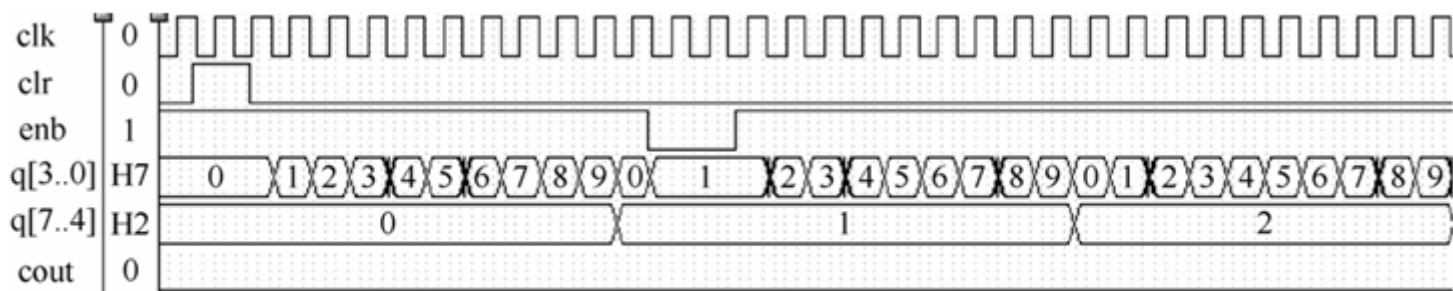 clk 0
clr 0
enb 1
q[3..0] H7 0 1 2 3 4 5 6 7 8 9 0 1 2 3 4 5 6 7 8 9 0 1 2 3 4 5 6 7 8 9
q[7..4] H2 0 1 2
cout 0